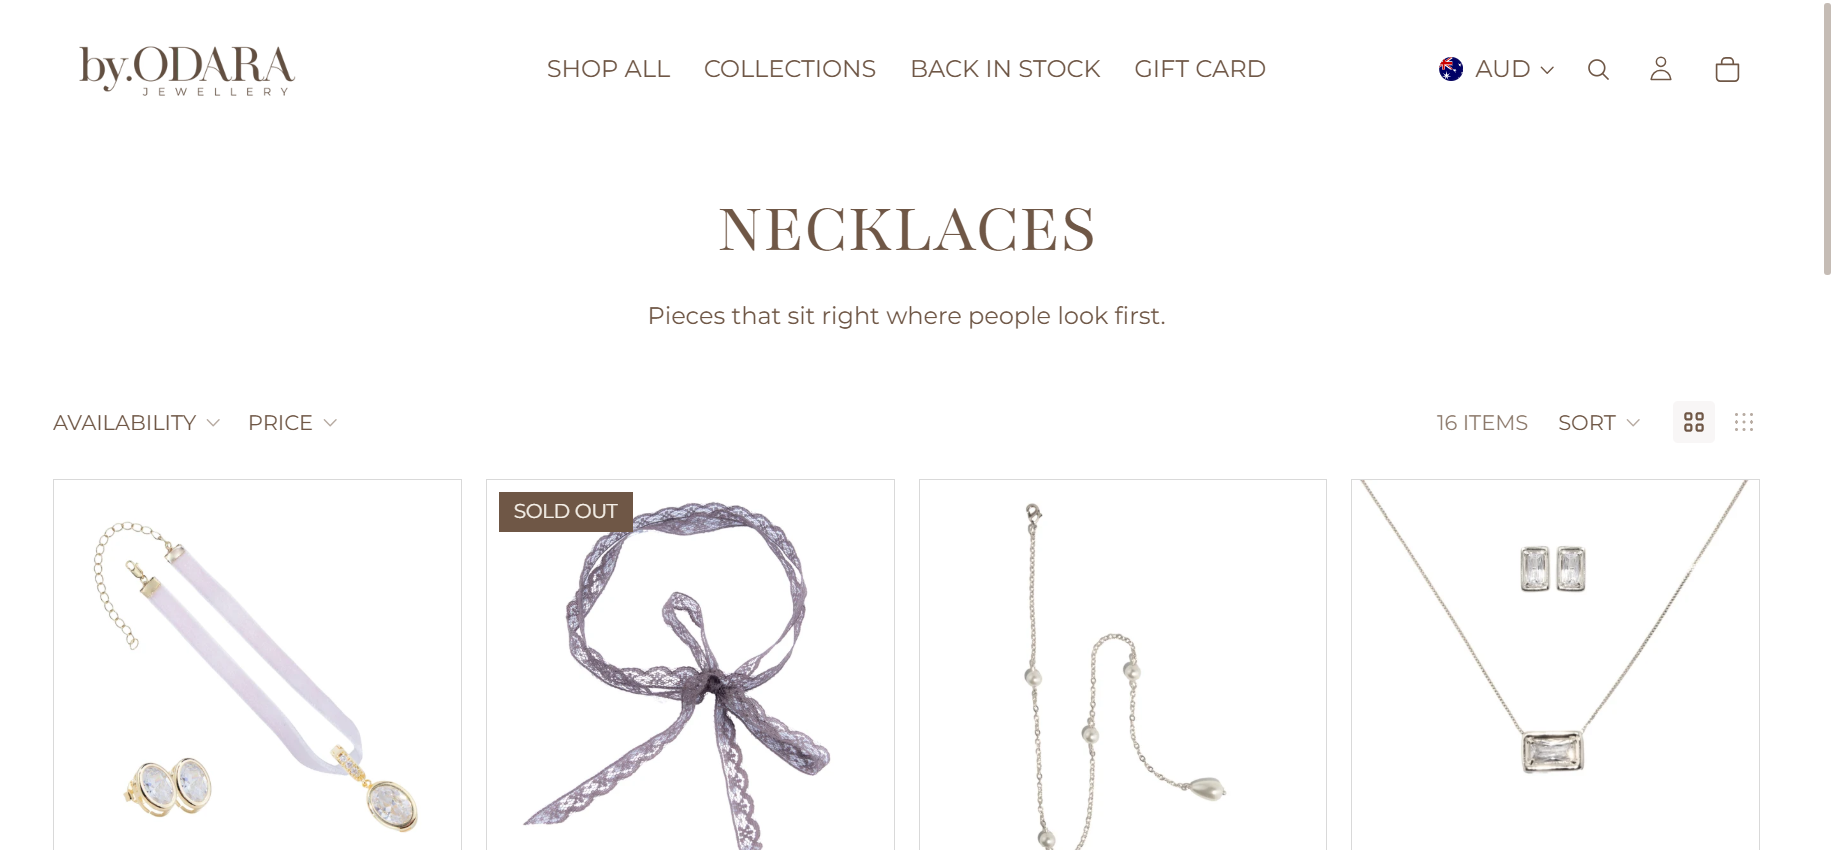 by.ODARA
JEWELLERY
SHOP ALL
COLLECTIONS
BACK IN STOCK
GIFT CARD
AUD
NECKLACES
Pieces that sit right where people look first.
AVAILABILITY
PRICE
16 ITEMS
SORT
SOLD OUT